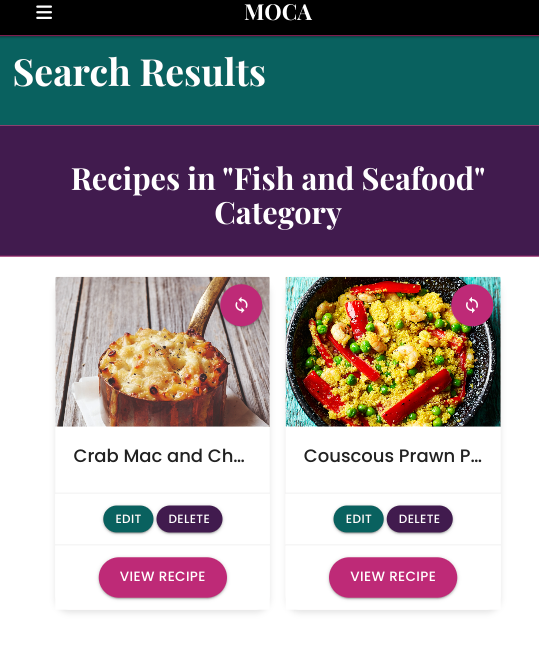 MOCA
Search Results
Recipes in "Fish and Seafood"
Category
Crab Mac and Ch...
Couscous Prawn P...
EDIT DELETE
EDIT DELETE
VIEW RECIPE
VIEW RECIPE